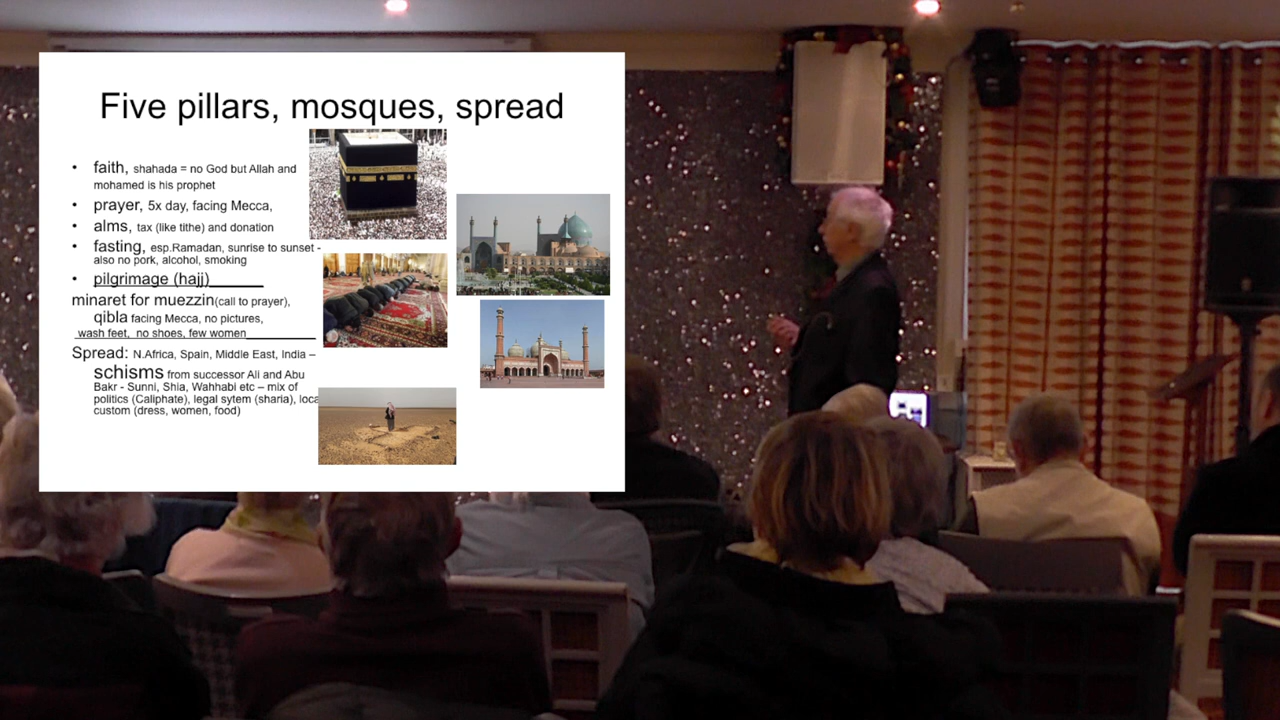 Five pillars, mosques, spread
• faith, shahada = no God but Allah and
mohamed is his prophet
• prayer, 5x day, facing Mecca,
• alms, tax (like tithe) and donation
• fasting, esp.Ramadan, sunrise to sunset -
also no pork, alcohol, smoking
• pilgrimage (hajj)______
minaret for muezzin(call to prayer),
qibla facing Mecca, no pictures,
wash feet, no shoes, few women___________
Spread: N.Africa, Spain, Middle East, India –
schisms from successor Ali and Abu
Bakr - Sunni, Shia, Wahhabi etc – mix of
politics (Caliphate), legal sytem (sharia), loca
custom (dress, women, food)